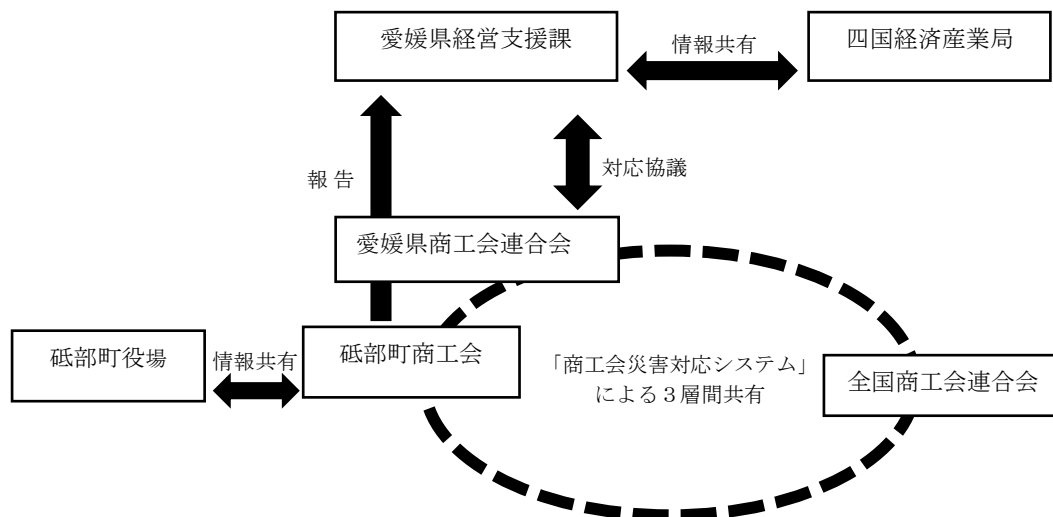 愛媛県経営支援課
情報共有
四国経済産業局
報 告
対応協議
愛媛県商工会連合会
砥部町役場
情報共有
砥部町商工会
「商工会災害対応システム」
による３層間共有
全国商工会連合会